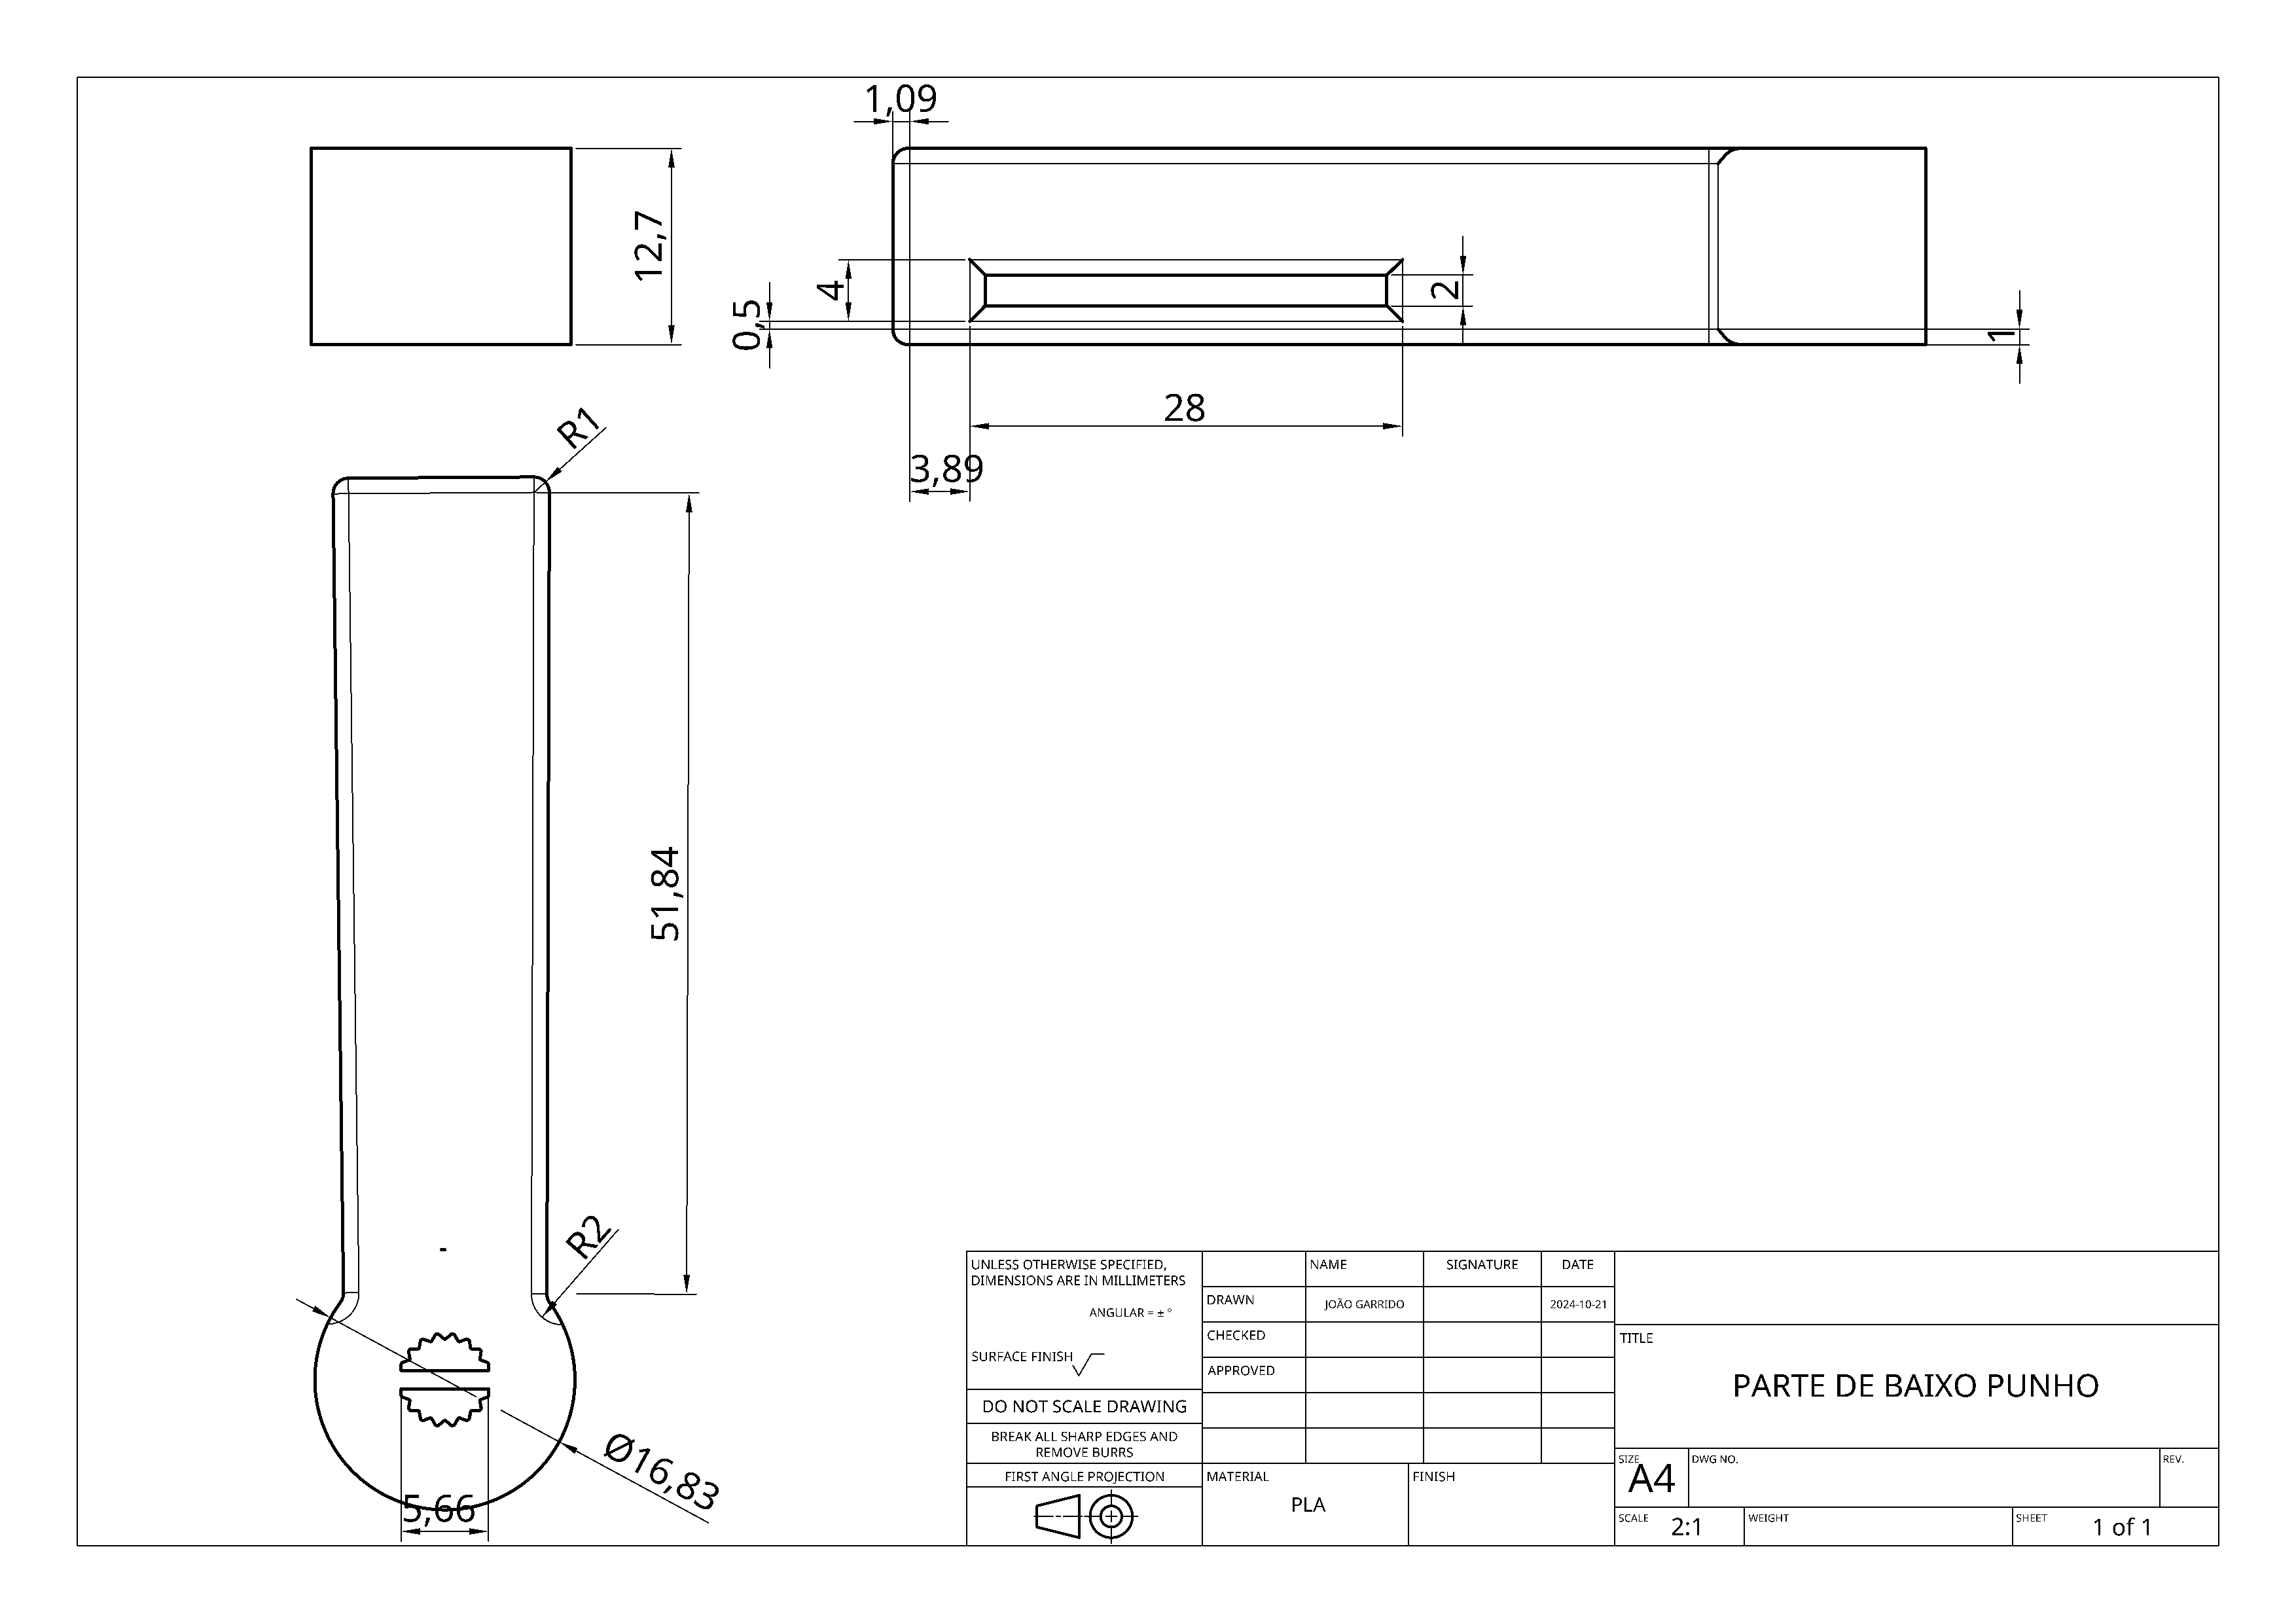 1,09
12,7
4
0,5
2
1
28
3,89
R1
51,84
R2
Ø16,83
5,66
UNLESS OTHERWISE SPECIFIED,
DIMENSIONS ARE IN MILLIMETERS
ANGULAR = ± °
SURFACE FINISH
DO NOT SCALE DRAWING
BREAK ALL SHARP EDGES AND
REMOVE BURRS
FIRST ANGLE PROJECTION
NAME SIGNATURE DATE
DRAWN JOÃO GARRIDO 2024-10-21
CHECKED
APPROVED
MATERIAL
PLA
FINISH
TITLE
PARTE DE BAIXO PUNHO
SIZE
A4
DWG NO.
REV.
SCALE 2:1
WEIGHT
SHEET 1 of 1